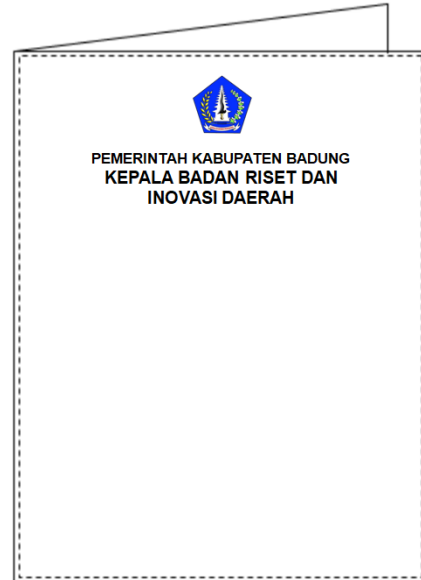 PEMERINTAH KABUPATEN BADUNG
KEPALA BADAN RISET DAN
INOVASI DAERAH